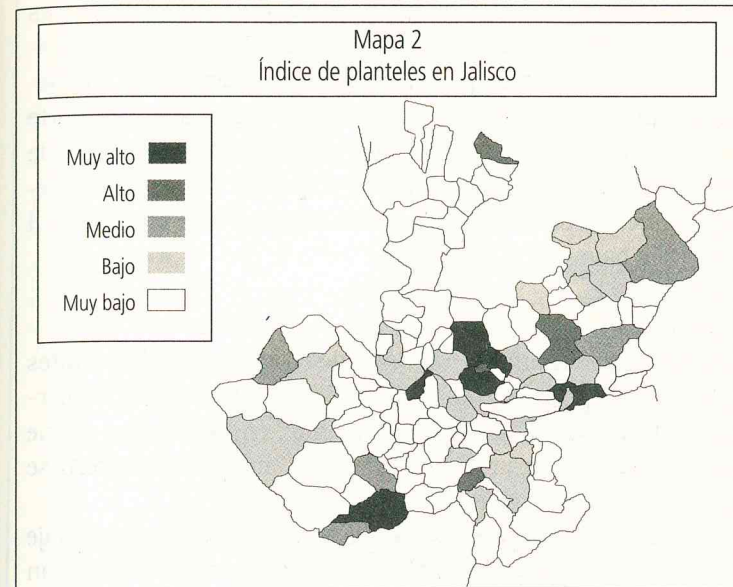 Mapa 2
Índice de planteles en Jalisco
Muy alto
Alto
Medio
Bajo
Muy bajo